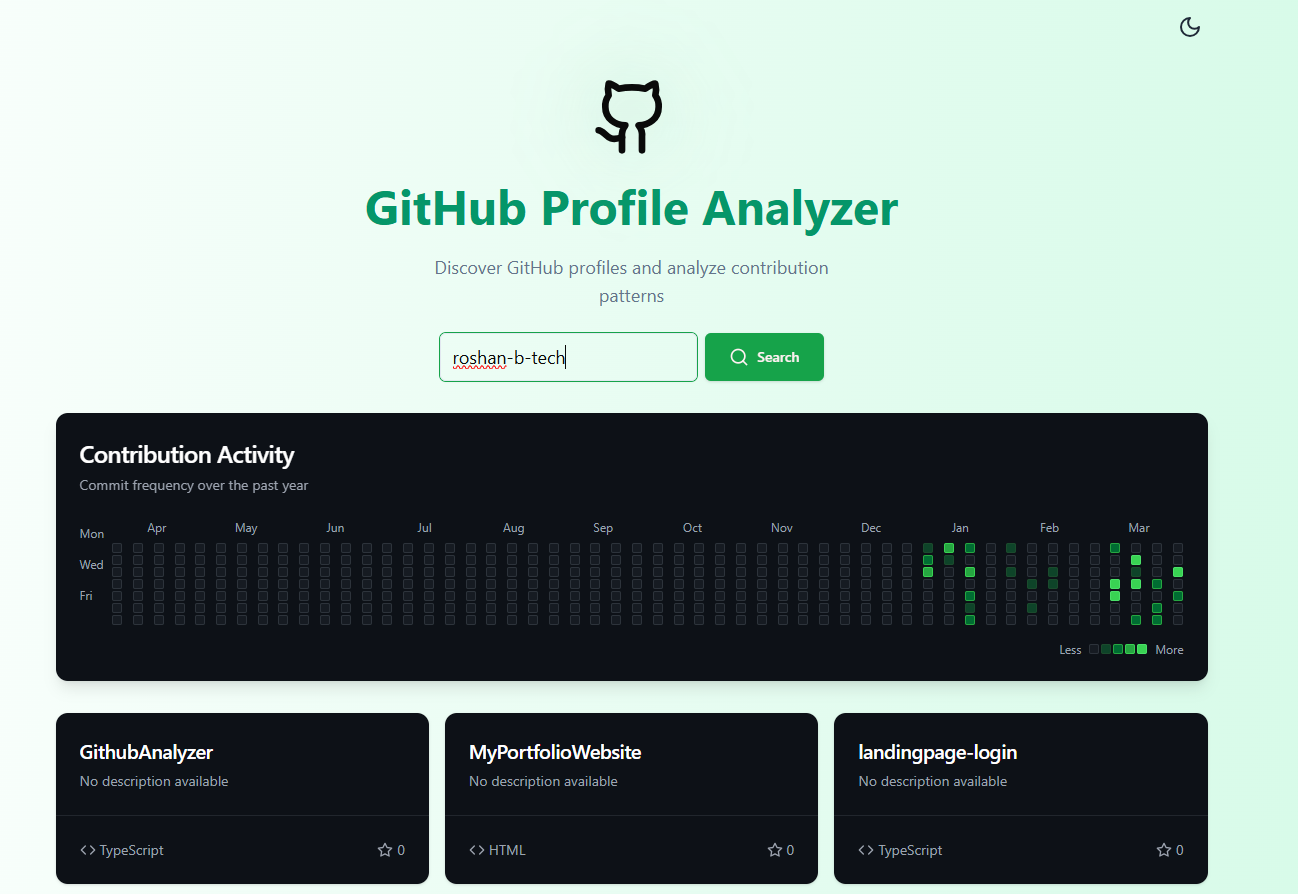 GitHub Profile Analyzer
Discover GitHub profiles and analyze contribution
patterns
roshan-b-tech
Search
Contribution Activity
Commit frequency over the past year
Apr May Jun Jul Aug Sep Oct Nov Dec Jan Feb Mar
Mon
Wed
Fri
Less More
GithubAnalyzer
No description available
<> TypeScript 0
MyPortfolioWebsite
No description available
<> HTML 0
landingpage-login
No description available
<> TypeScript 0